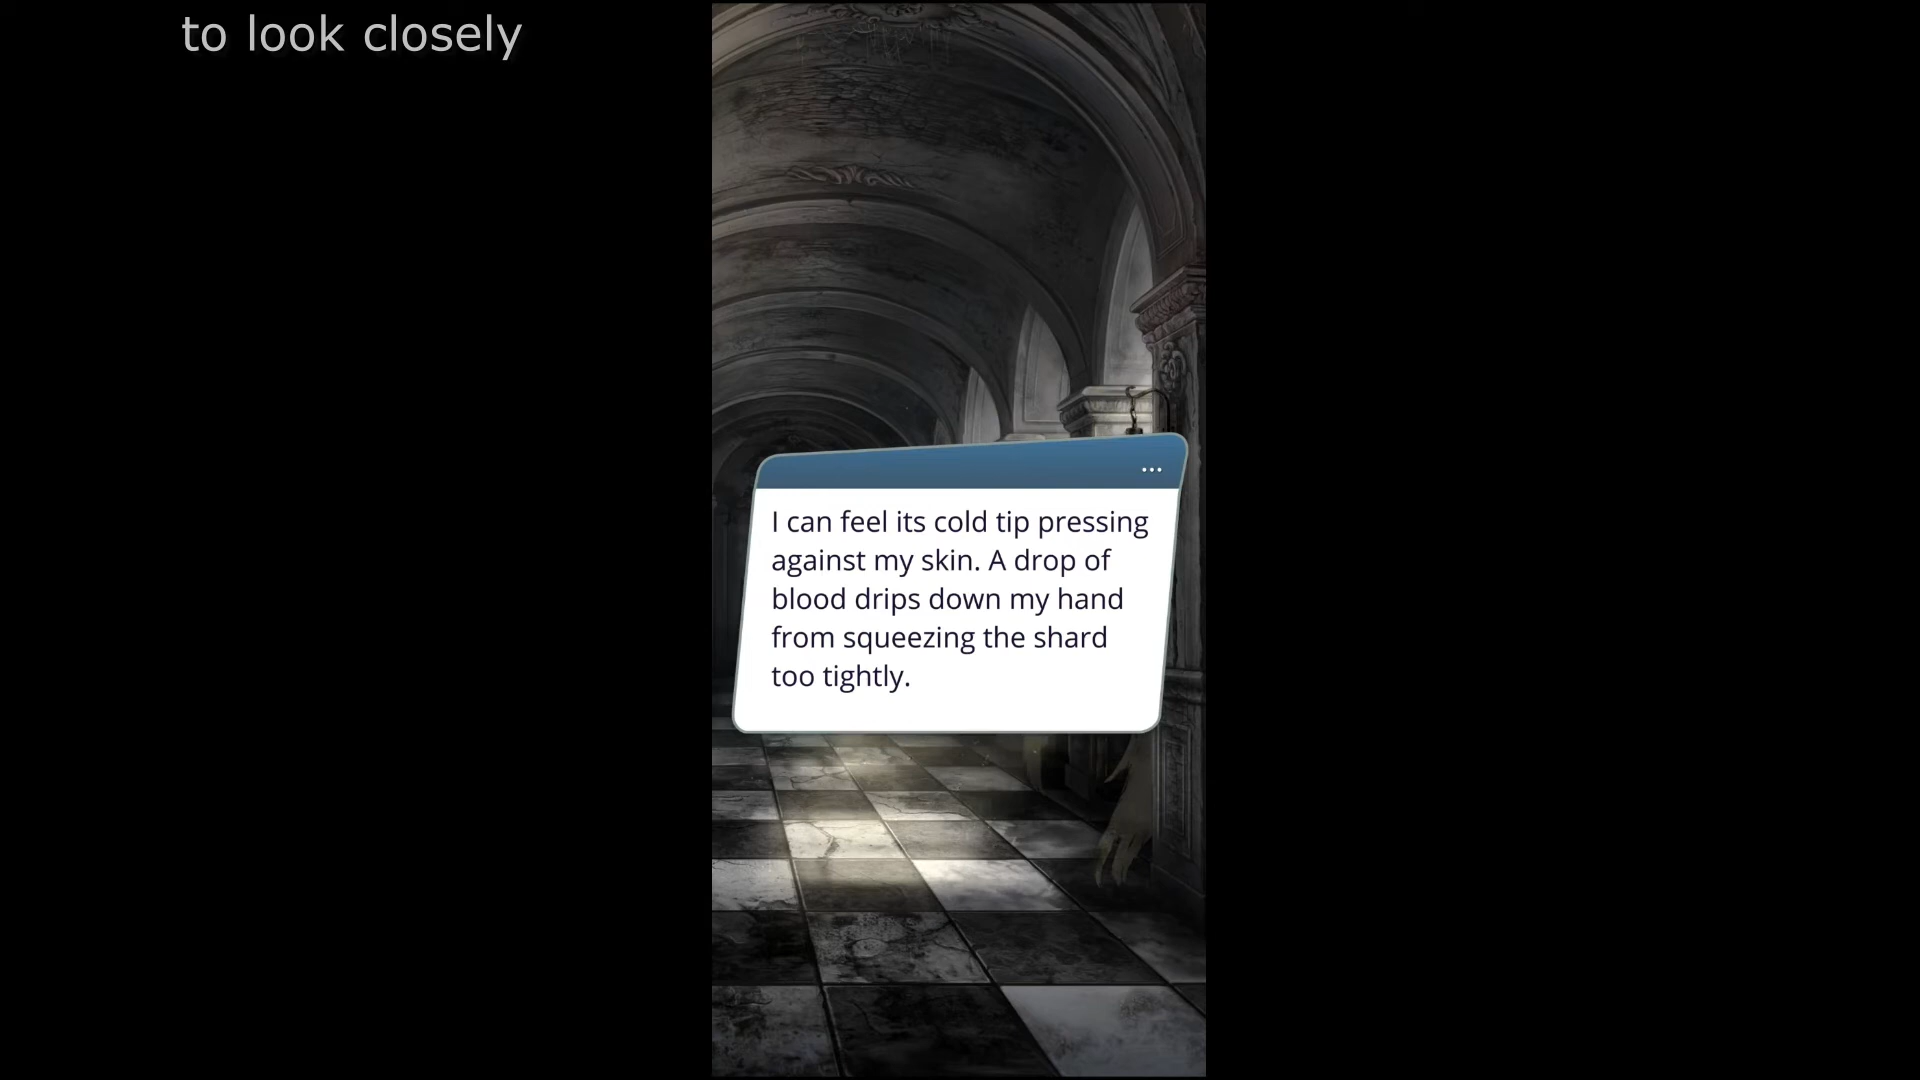 to look closely
...
I can feel its cold tip pressing
against my skin. A drop of
blood drips down my hand
from squeezing the shard
too tightly.